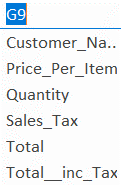 G9
Customer_Na..
Price_Per_Item
Quantity
Sales_Tax
Total
Total__inc_Tax